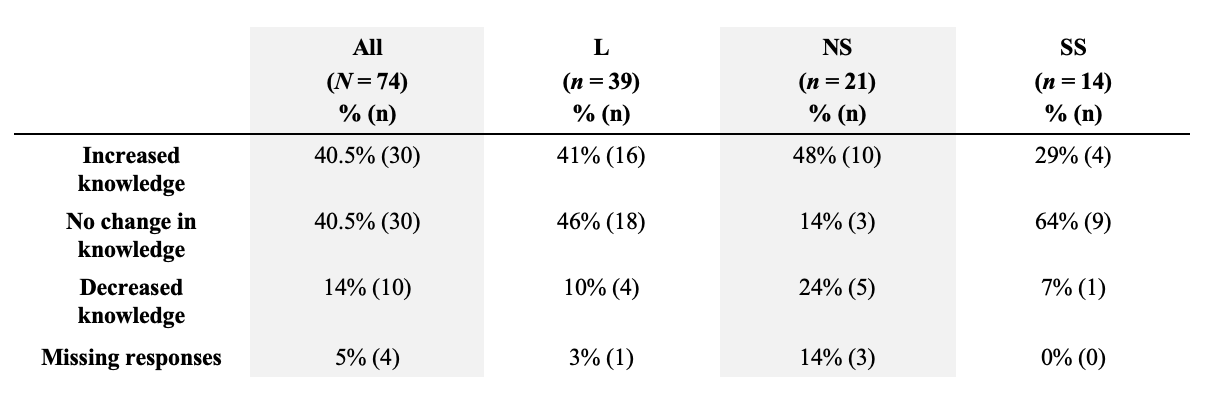 All L NS SS
(N = 74) (n = 39) (n = 21) (n = 14)
% (n) % (n) % (n) % (n)
Increased 40.5% (30) 41% (16) 48% (10) 29% (4)
knowledge
No change in 40.5% (30) 46% (18) 14% (3) 64% (9)
knowledge
Decreased 14% (10) 10% (4) 24% (5) 7% (1)
knowledge
Missing responses 5% (4) 3% (1) 14% (3) 0% (0)